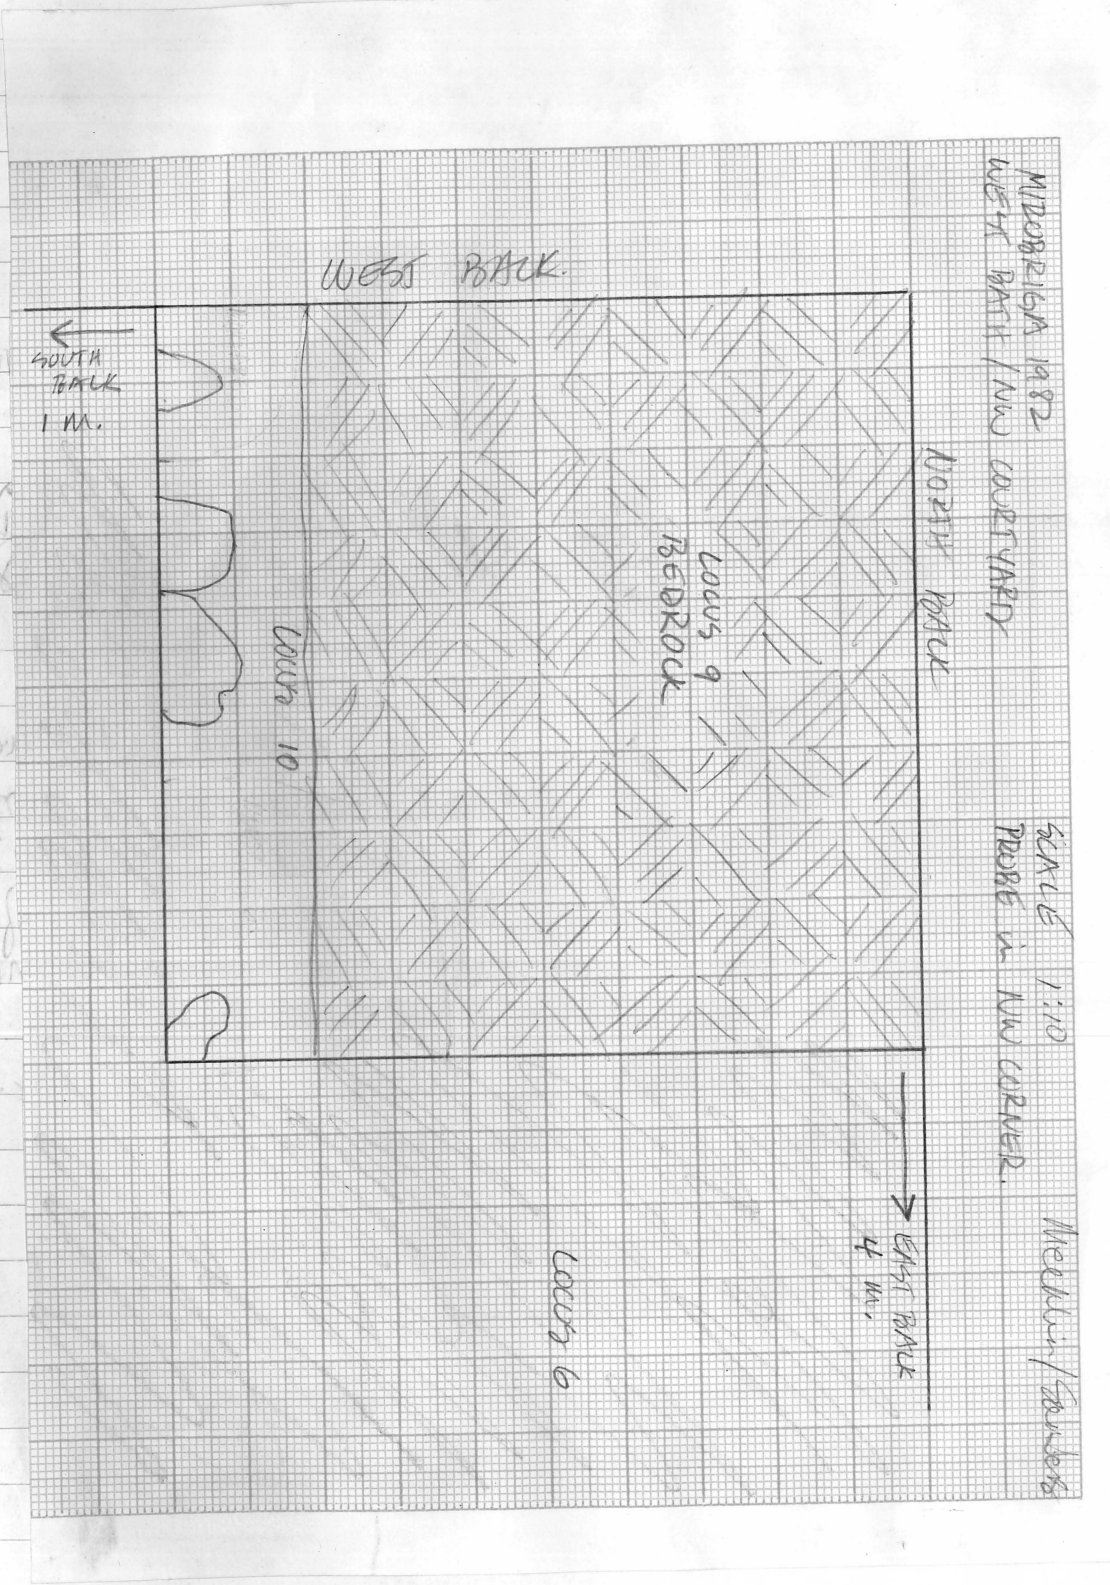 MIROBRIGA 1982
WEST BATH / NW COURTYARD
SCALE 1:10
PROBE in NW CORNER.
NORTH BALK
EAST BALK
4 m.
LOCUS 9
BEDROCK
LOCUS 6
LOCUS 10
WEST BALK.
SOUTH
BALK
1 M.